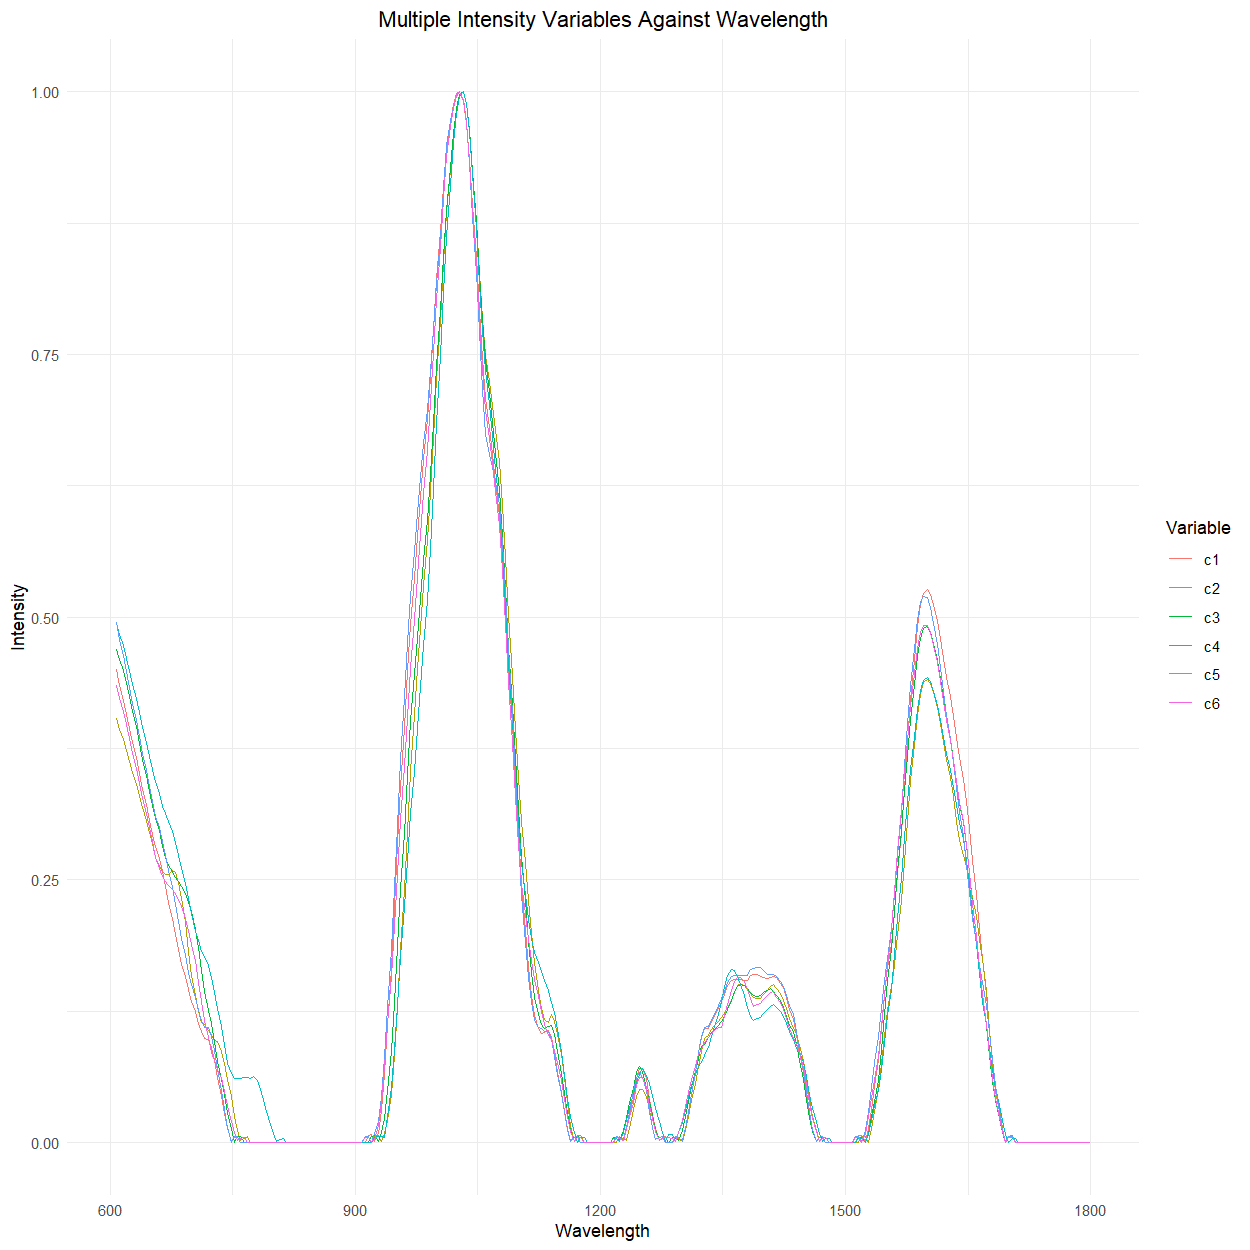 Multiple Intensity Variables Against Wavelength
1.00
0.75
0.50
0.25
0.00
Intensity
600
900
1200
1500
1800
Wavelength
Variable
c1
c2
c3
c4
c5
c6